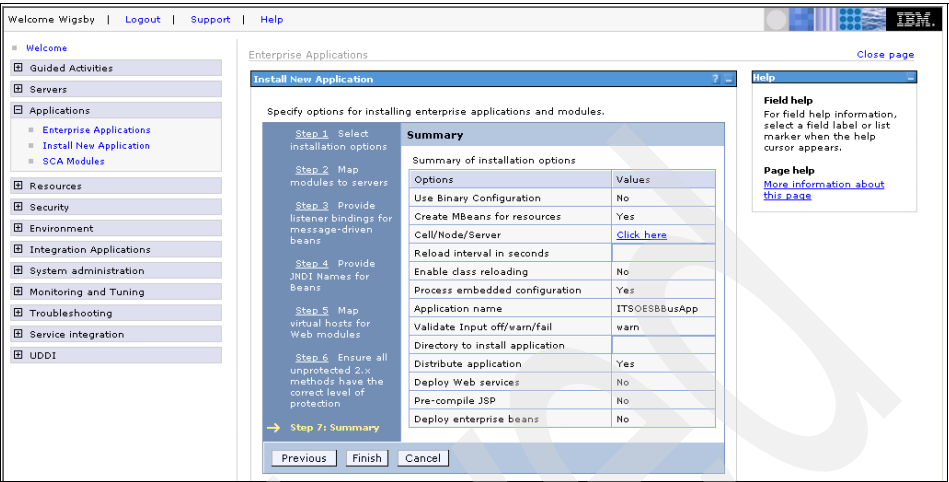 Welcome Wigsby | Logout | Support | Help
IBM.
Welcome
Guided Activities
Servers
Applications
Enterprise Applications
Install New Application
SCA Modules
Resources
Security
Environment
Integration Applications
System administration
Monitoring and Tuning
Troubleshooting
Service integration
UDDI
Enterprise Applications
Close page
Install New Application ? –
Specify options for installing enterprise applications and modules.
Step 1 Select
installation options
Step 2 Map
modules to servers
Step 3 Provide
listener bindings for
message-driven
beans
Step 4 Provide
JNDI Names for
Beans
Step 5 Map
virtual hosts for
Web modules
Step 6 Ensure all
unprotected 2.x
methods have the
correct level of
protection
Step 7: Summary
Summary
Summary of installation options
Options Values
Use Binary Configuration No
Create MBeans for resources Yes
Cell/Node/Server Click here
Reload interval in seconds
Enable class reloading No
Process embedded configuration Yes
Application name ITSOESBBusApp
Validate Input off/warn/fail warn
Directory to install application
Distribute application Yes
Deploy Web services No
Pre-compile JSP No
Deploy enterprise beans No
Previous Finish Cancel
Help –
Field help
For field help information,
select a field label or list
marker when the help
cursor appears.
Page help
More information about
this page